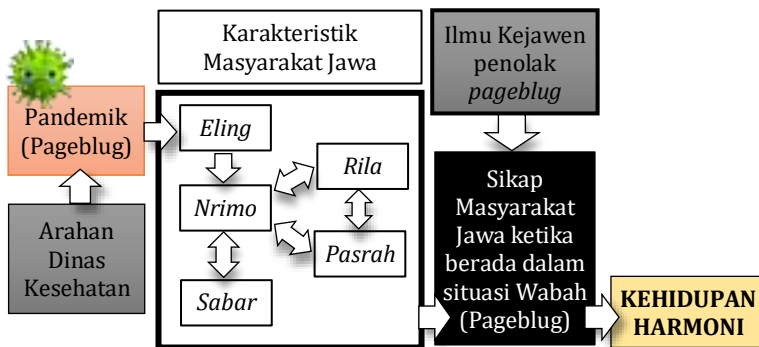 Karakteristik
Masyarakat Jawa
Ilmu Kejawen
penolak
pageblug
Pandemik
(Pageblug)
Arahan
Dinas
Kesehatan
Eling
Nrimo
Sabar
Rila
Pasrah
Sikap
Masyarakat
Jawa ketika
berada dalam
situasi Wabah
(Pageblug)
KEHIDUPAN
HARMONI